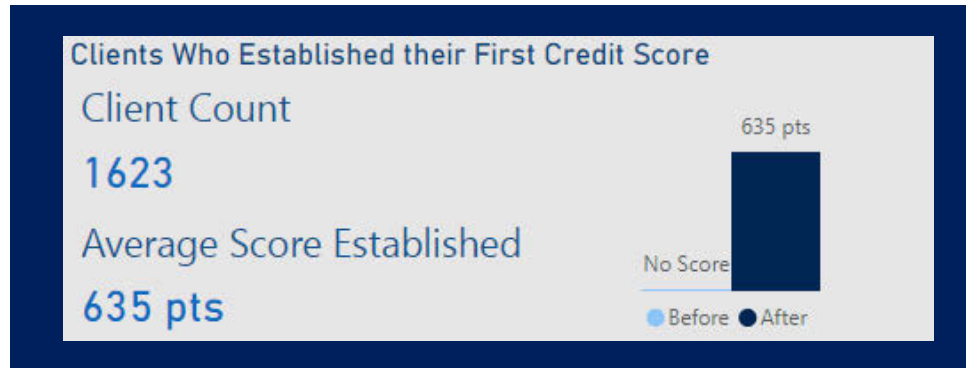 Clients Who Established their First Credit Score
Client Count
1623
Average Score Established
635 pts
635 pts
No Score
Before After